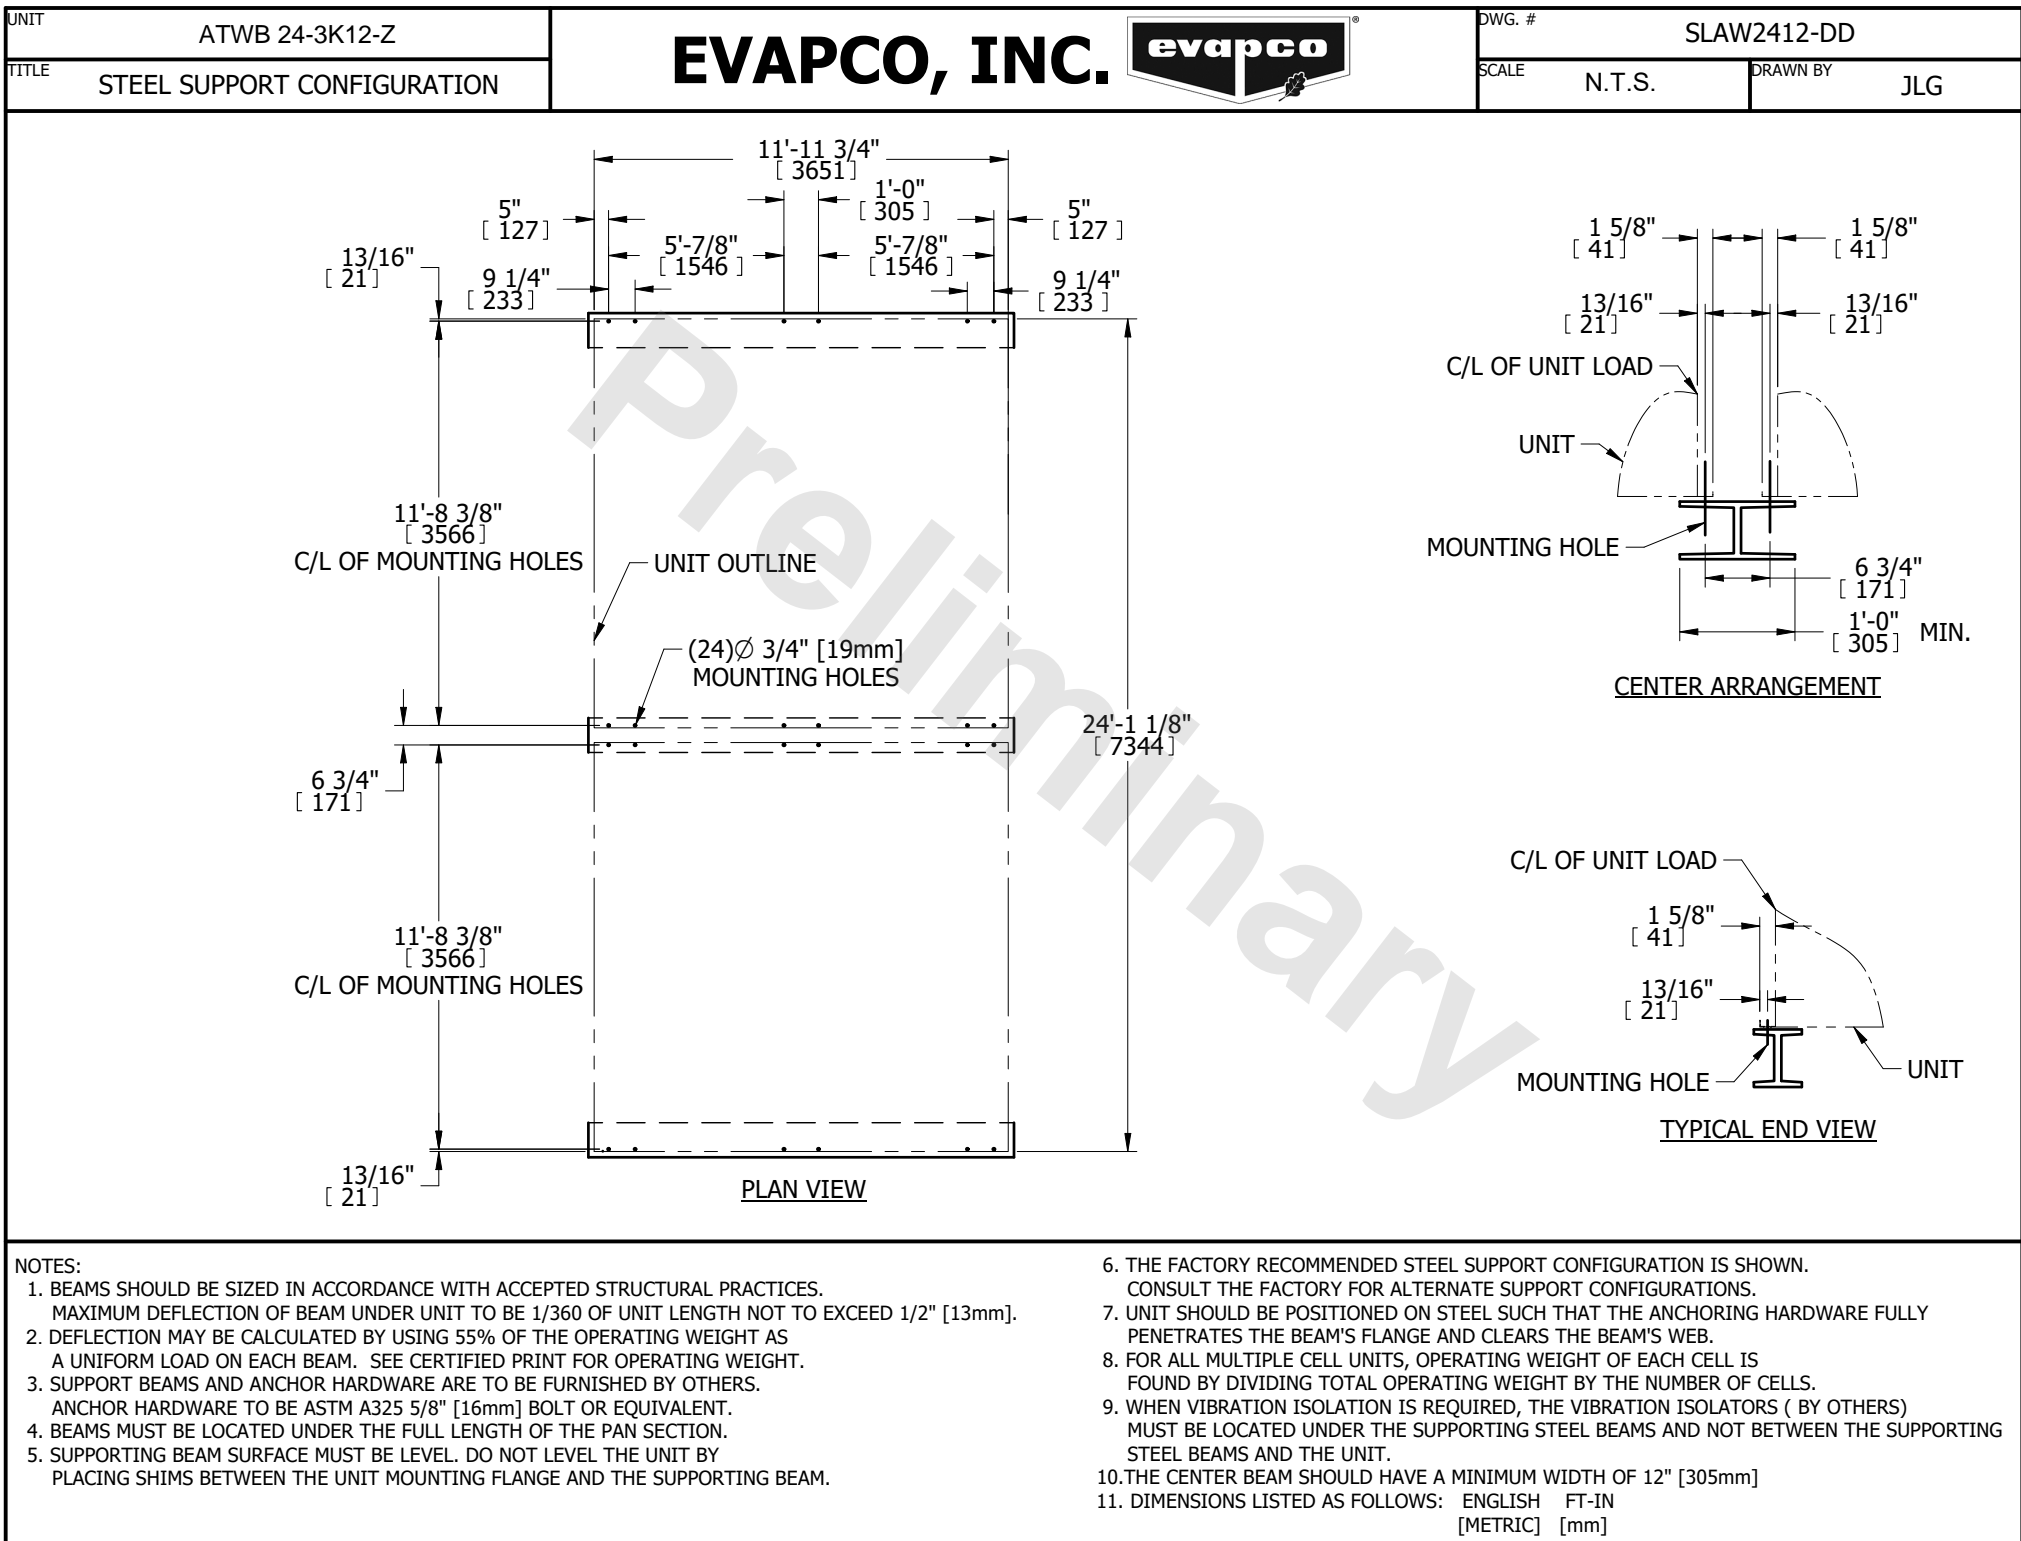 UNIT
ATWB 24-3K12-Z
TITLE
STEEL SUPPORT CONFIGURATION
EVAPCO, INC.
evapco
®
DWG. #
SLAW2412-DD
SCALE
N.T.S.
DRAWN BY
JLG
11'-11 3/4"
[ 3651 ]
1'-0"
[ 305 ]
5"
[ 127 ]
5"
[ 127 ]
5'-7/8"
[ 1546 ]
5'-7/8"
[ 1546 ]
13/16"
[ 21 ]
9 1/4"
[ 233 ]
9 1/4"
[ 233 ]
11'-8 3/8"
[ 3566 ]
C/L OF MOUNTING HOLES
UNIT OUTLINE
(24)∅ 3/4" [19mm]
MOUNTING HOLES
24'-1 1/8"
[ 7344 ]
6 3/4"
[ 171 ]
11'-8 3/8"
[ 3566 ]
C/L OF MOUNTING HOLES
13/16"
[ 21 ]
PLAN VIEW
Preliminary
1 5/8"
[ 41 ]
1 5/8"
[ 41 ]
13/16"
[ 21 ]
13/16"
[ 21 ]
C/L OF UNIT LOAD
UNIT
MOUNTING HOLE
6 3/4"
[ 171 ]
1'-0"
[ 305 ] MIN.
CENTER ARRANGEMENT
C/L OF UNIT LOAD
1 5/8"
[ 41 ]
13/16"
[ 21 ]
MOUNTING HOLE
UNIT
TYPICAL END VIEW
NOTES:
1. BEAMS SHOULD BE SIZED IN ACCORDANCE WITH ACCEPTED STRUCTURAL PRACTICES.
MAXIMUM DEFLECTION OF BEAM UNDER UNIT TO BE 1/360 OF UNIT LENGTH NOT TO EXCEED 1/2" [13mm].
2. DEFLECTION MAY BE CALCULATED BY USING 55% OF THE OPERATING WEIGHT AS
A UNIFORM LOAD ON EACH BEAM. SEE CERTIFIED PRINT FOR OPERATING WEIGHT.
3. SUPPORT BEAMS AND ANCHOR HARDWARE ARE TO BE FURNISHED BY OTHERS.
ANCHOR HARDWARE TO BE ASTM A325 5/8" [16mm] BOLT OR EQUIVALENT.
4. BEAMS MUST BE LOCATED UNDER THE FULL LENGTH OF THE PAN SECTION.
5. SUPPORTING BEAM SURFACE MUST BE LEVEL. DO NOT LEVEL THE UNIT BY
PLACING SHIMS BETWEEN THE UNIT MOUNTING FLANGE AND THE SUPPORTING BEAM.
6. THE FACTORY RECOMMENDED STEEL SUPPORT CONFIGURATION IS SHOWN.
CONSULT THE FACTORY FOR ALTERNATE SUPPORT CONFIGURATIONS.
7. UNIT SHOULD BE POSITIONED ON STEEL SUCH THAT THE ANCHORING HARDWARE FULLY
PENETRATES THE BEAM'S FLANGE AND CLEARS THE BEAM'S WEB.
8. FOR ALL MULTIPLE CELL UNITS, OPERATING WEIGHT OF EACH CELL IS
FOUND BY DIVIDING TOTAL OPERATING WEIGHT BY THE NUMBER OF CELLS.
9. WHEN VIBRATION ISOLATION IS REQUIRED, THE VIBRATION ISOLATORS ( BY OTHERS)
MUST BE LOCATED UNDER THE SUPPORTING STEEL BEAMS AND NOT BETWEEN THE SUPPORTING
STEEL BEAMS AND THE UNIT.
10.THE CENTER BEAM SHOULD HAVE A MINIMUM WIDTH OF 12" [305mm]
11. DIMENSIONS LISTED AS FOLLOWS: ENGLISH FT-IN
[METRIC] [mm]